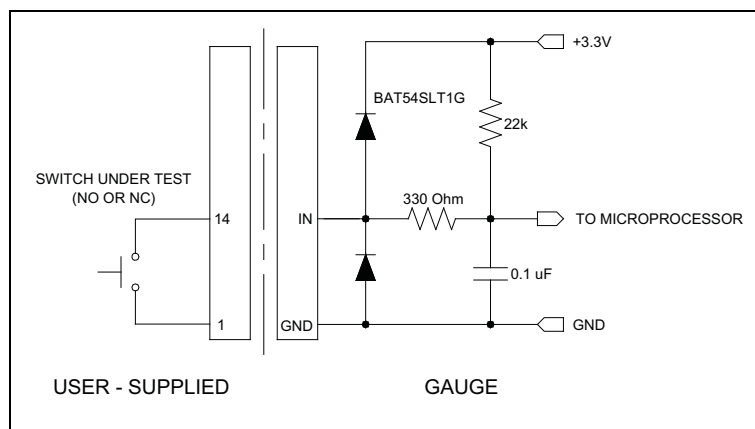 +3.3V
BAT54SLT1G
22k
SWITCH UNDER TEST
(NO OR NC)
330 Ohm
14
IN
TO MICROPROCESSOR
0.1 uF
1
GND
GND
USER - SUPPLIED
GAUGE